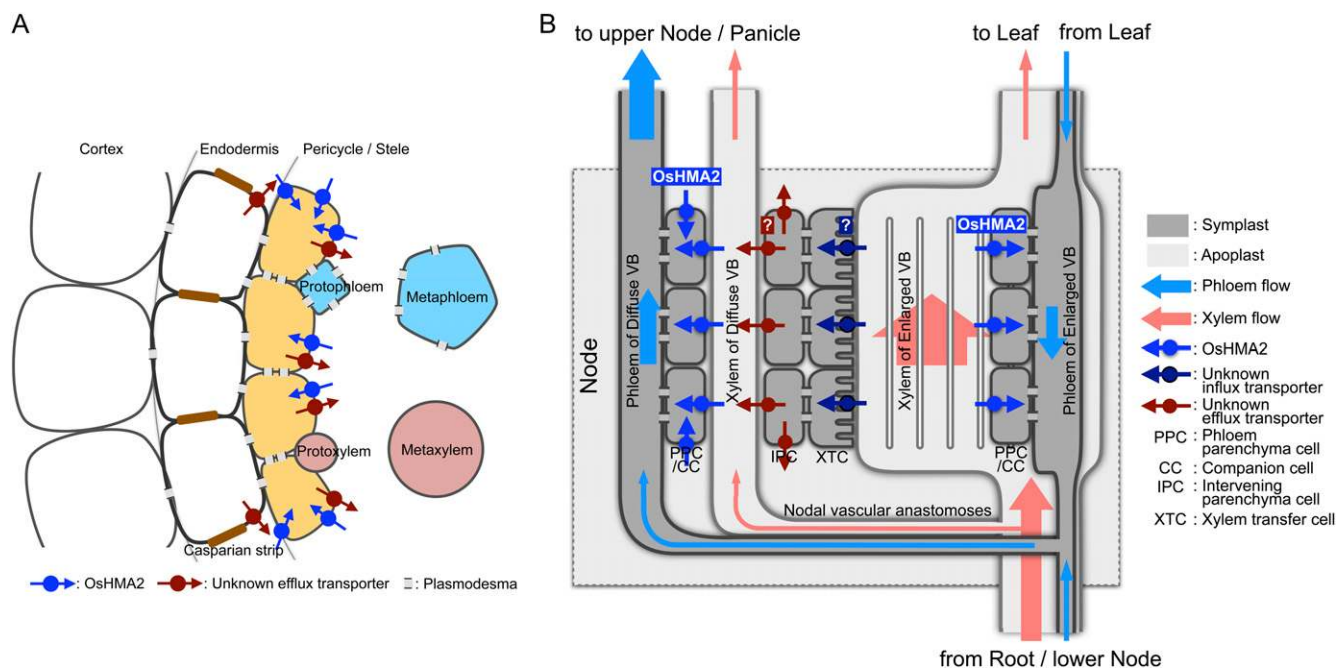 A
Cortex
Endodermis
Pericycle / Stele
Protophloem
Metaphloem
Protoxylem
Metaxylem
Casparian strip
: OsHMA2
: Unknown efflux transporter
: Plasmodesma
B
to upper Node / Panicle
to Leaf
from Leaf
Node
Phloem of Diffuse VB
OsHMA2
Xylem of Diffuse VB
?
?
Xylem of Enlarged VB
OsHMA2
Phloem of Enlarged VB
PPC
/CC
IPC
XTC
PPC
/CC
Nodal vascular anastomoses
from Root / lower Node
: Symplast
: Apoplast
: Phloem flow
: Xylem flow
: OsHMA2
: Unknown
influx transporter
: Unknown
efflux transporter
PPC : Phloem
parenchyma cell
CC : Companion cell
IPC : Intervening
parenchyma cell
XTC : Xylem transfer cell